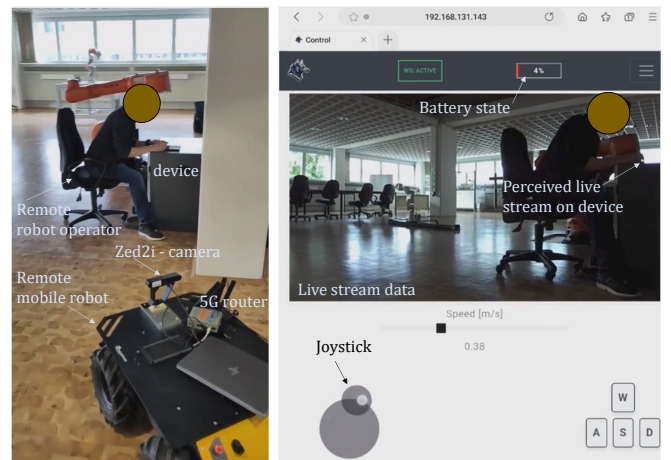 device
Remote
robot operator
Zed2i - camera
Remote
mobile robot
5G router
192.168.131.143
Control
WS: ACTIVE
4%
Battery state
Perceived live
stream on device
Live stream data
Speed [m/s]
0.38
Joystick
W
A
S
D